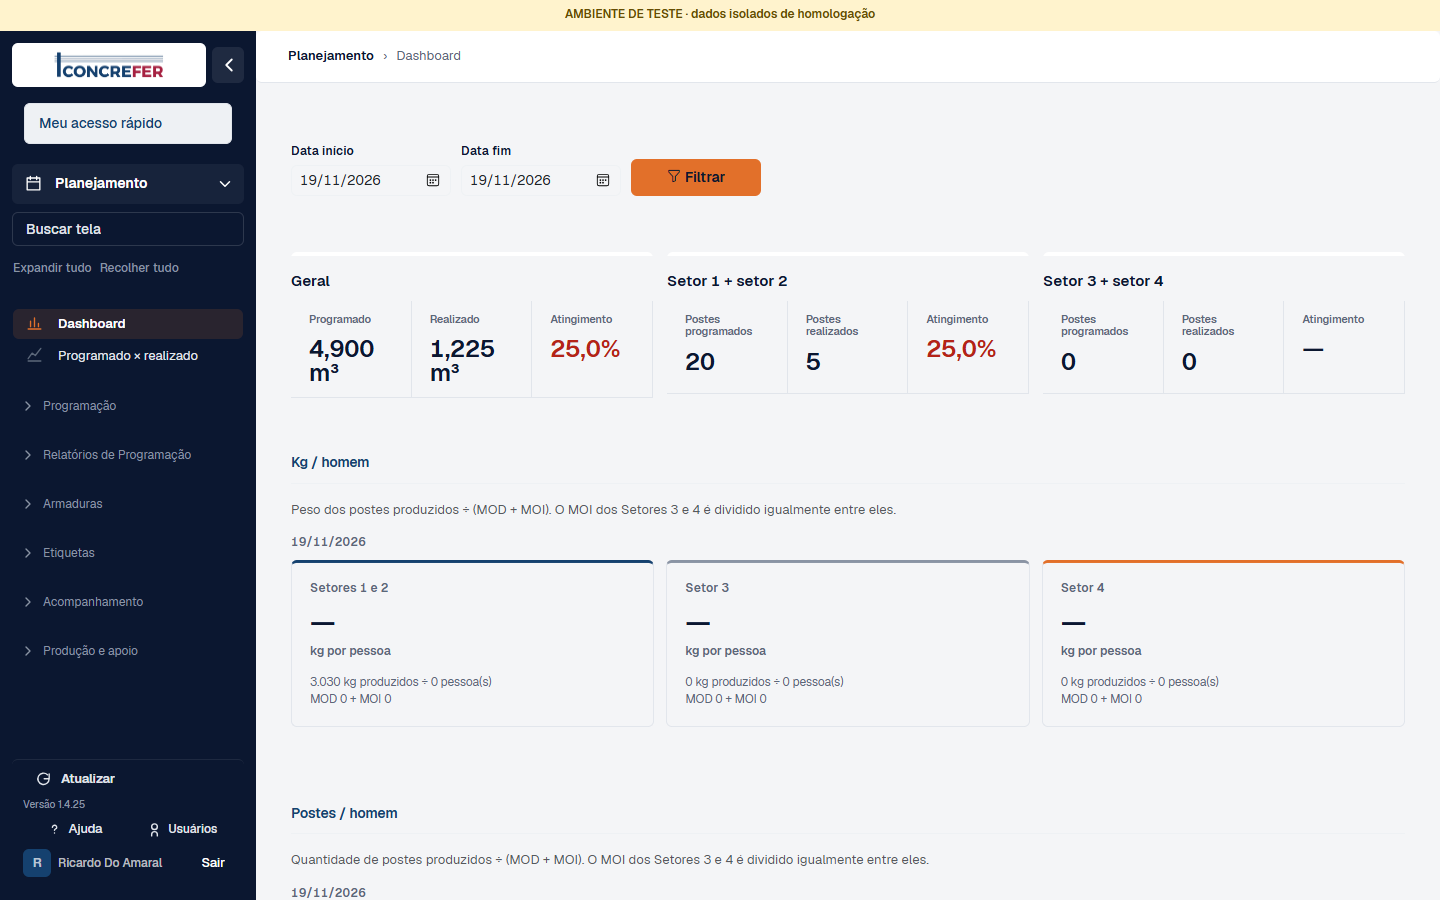 AMBIENTE DE TESTE · dados isolados de homologação
CONCREFER
Meu acesso rápido
Planejamento
Buscar tela
Expandir tudo Recolher tudo
Dashboard
Programado × realizado
Programação
Relatórios de Programação
Armaduras
Etiquetas
Acompanhamento
Produção e apoio
Atualizar
Versão 1.4.25
? Ajuda Usuários
R Ricardo Do Amaral Sair
Planejamento › Dashboard
Data início Data fim
19/11/2026 19/11/2026 Filtrar
Geral
Programado Realizado Atingimento
4,900 m³ 1,225 m³ 25,0%
Setor 1 + setor 2
Postes programados Postes realizados Atingimento
20 5 25,0%
Setor 3 + setor 4
Postes programados Postes realizados Atingimento
0 0 —
Kg / homem
Peso dos postes produzidos ÷ (MOD + MOI). O MOI dos Setores 3 e 4 é dividido igualmente entre eles.
19/11/2026
Setores 1 e 2
—
kg por pessoa
3.030 kg produzidos ÷ 0 pessoa(s)
MOD 0 + MOI 0
Setor 3
—
kg por pessoa
0 kg produzidos ÷ 0 pessoa(s)
MOD 0 + MOI 0
Setor 4
—
kg por pessoa
0 kg produzidos ÷ 0 pessoa(s)
MOD 0 + MOI 0
Postes / homem
Quantidade de postes produzidos ÷ (MOD + MOI). O MOI dos Setores 3 e 4 é dividido igualmente entre eles.
19/11/2026